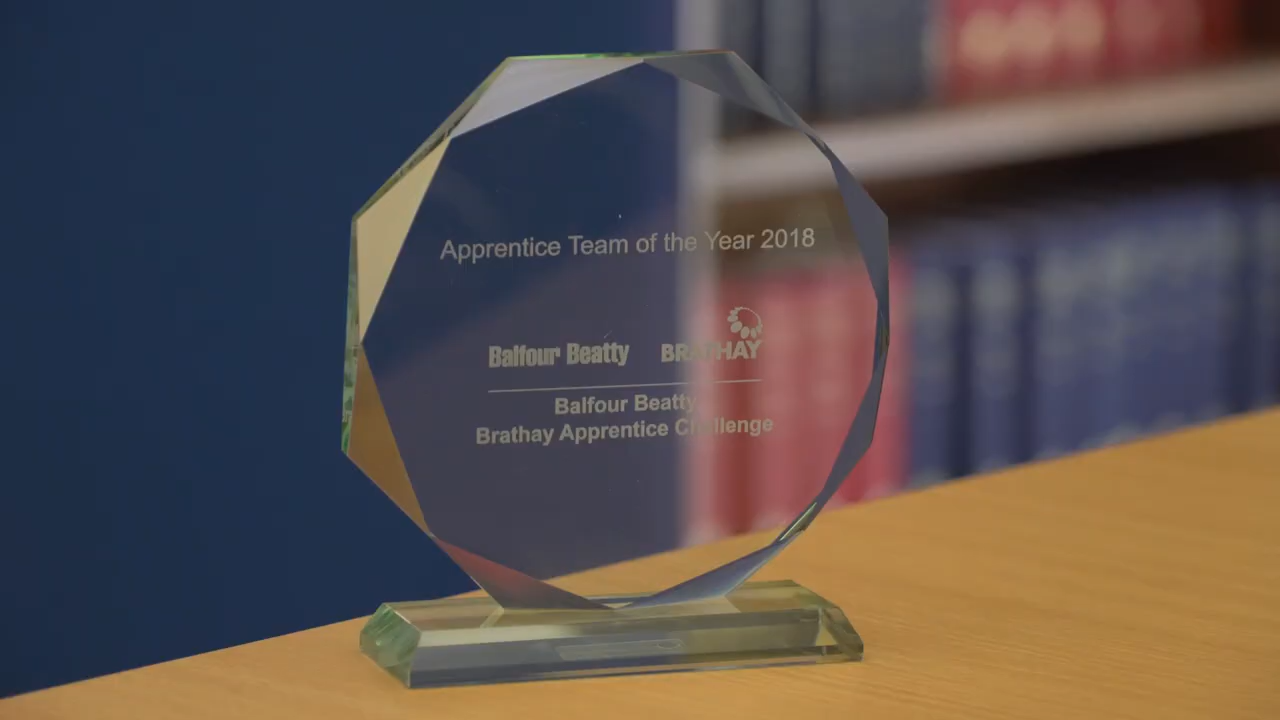 Apprentice Team of the Year 2018
Balfour Beatty BRATHAY
Balfour Beatty
Brathay Apprentice Challenge